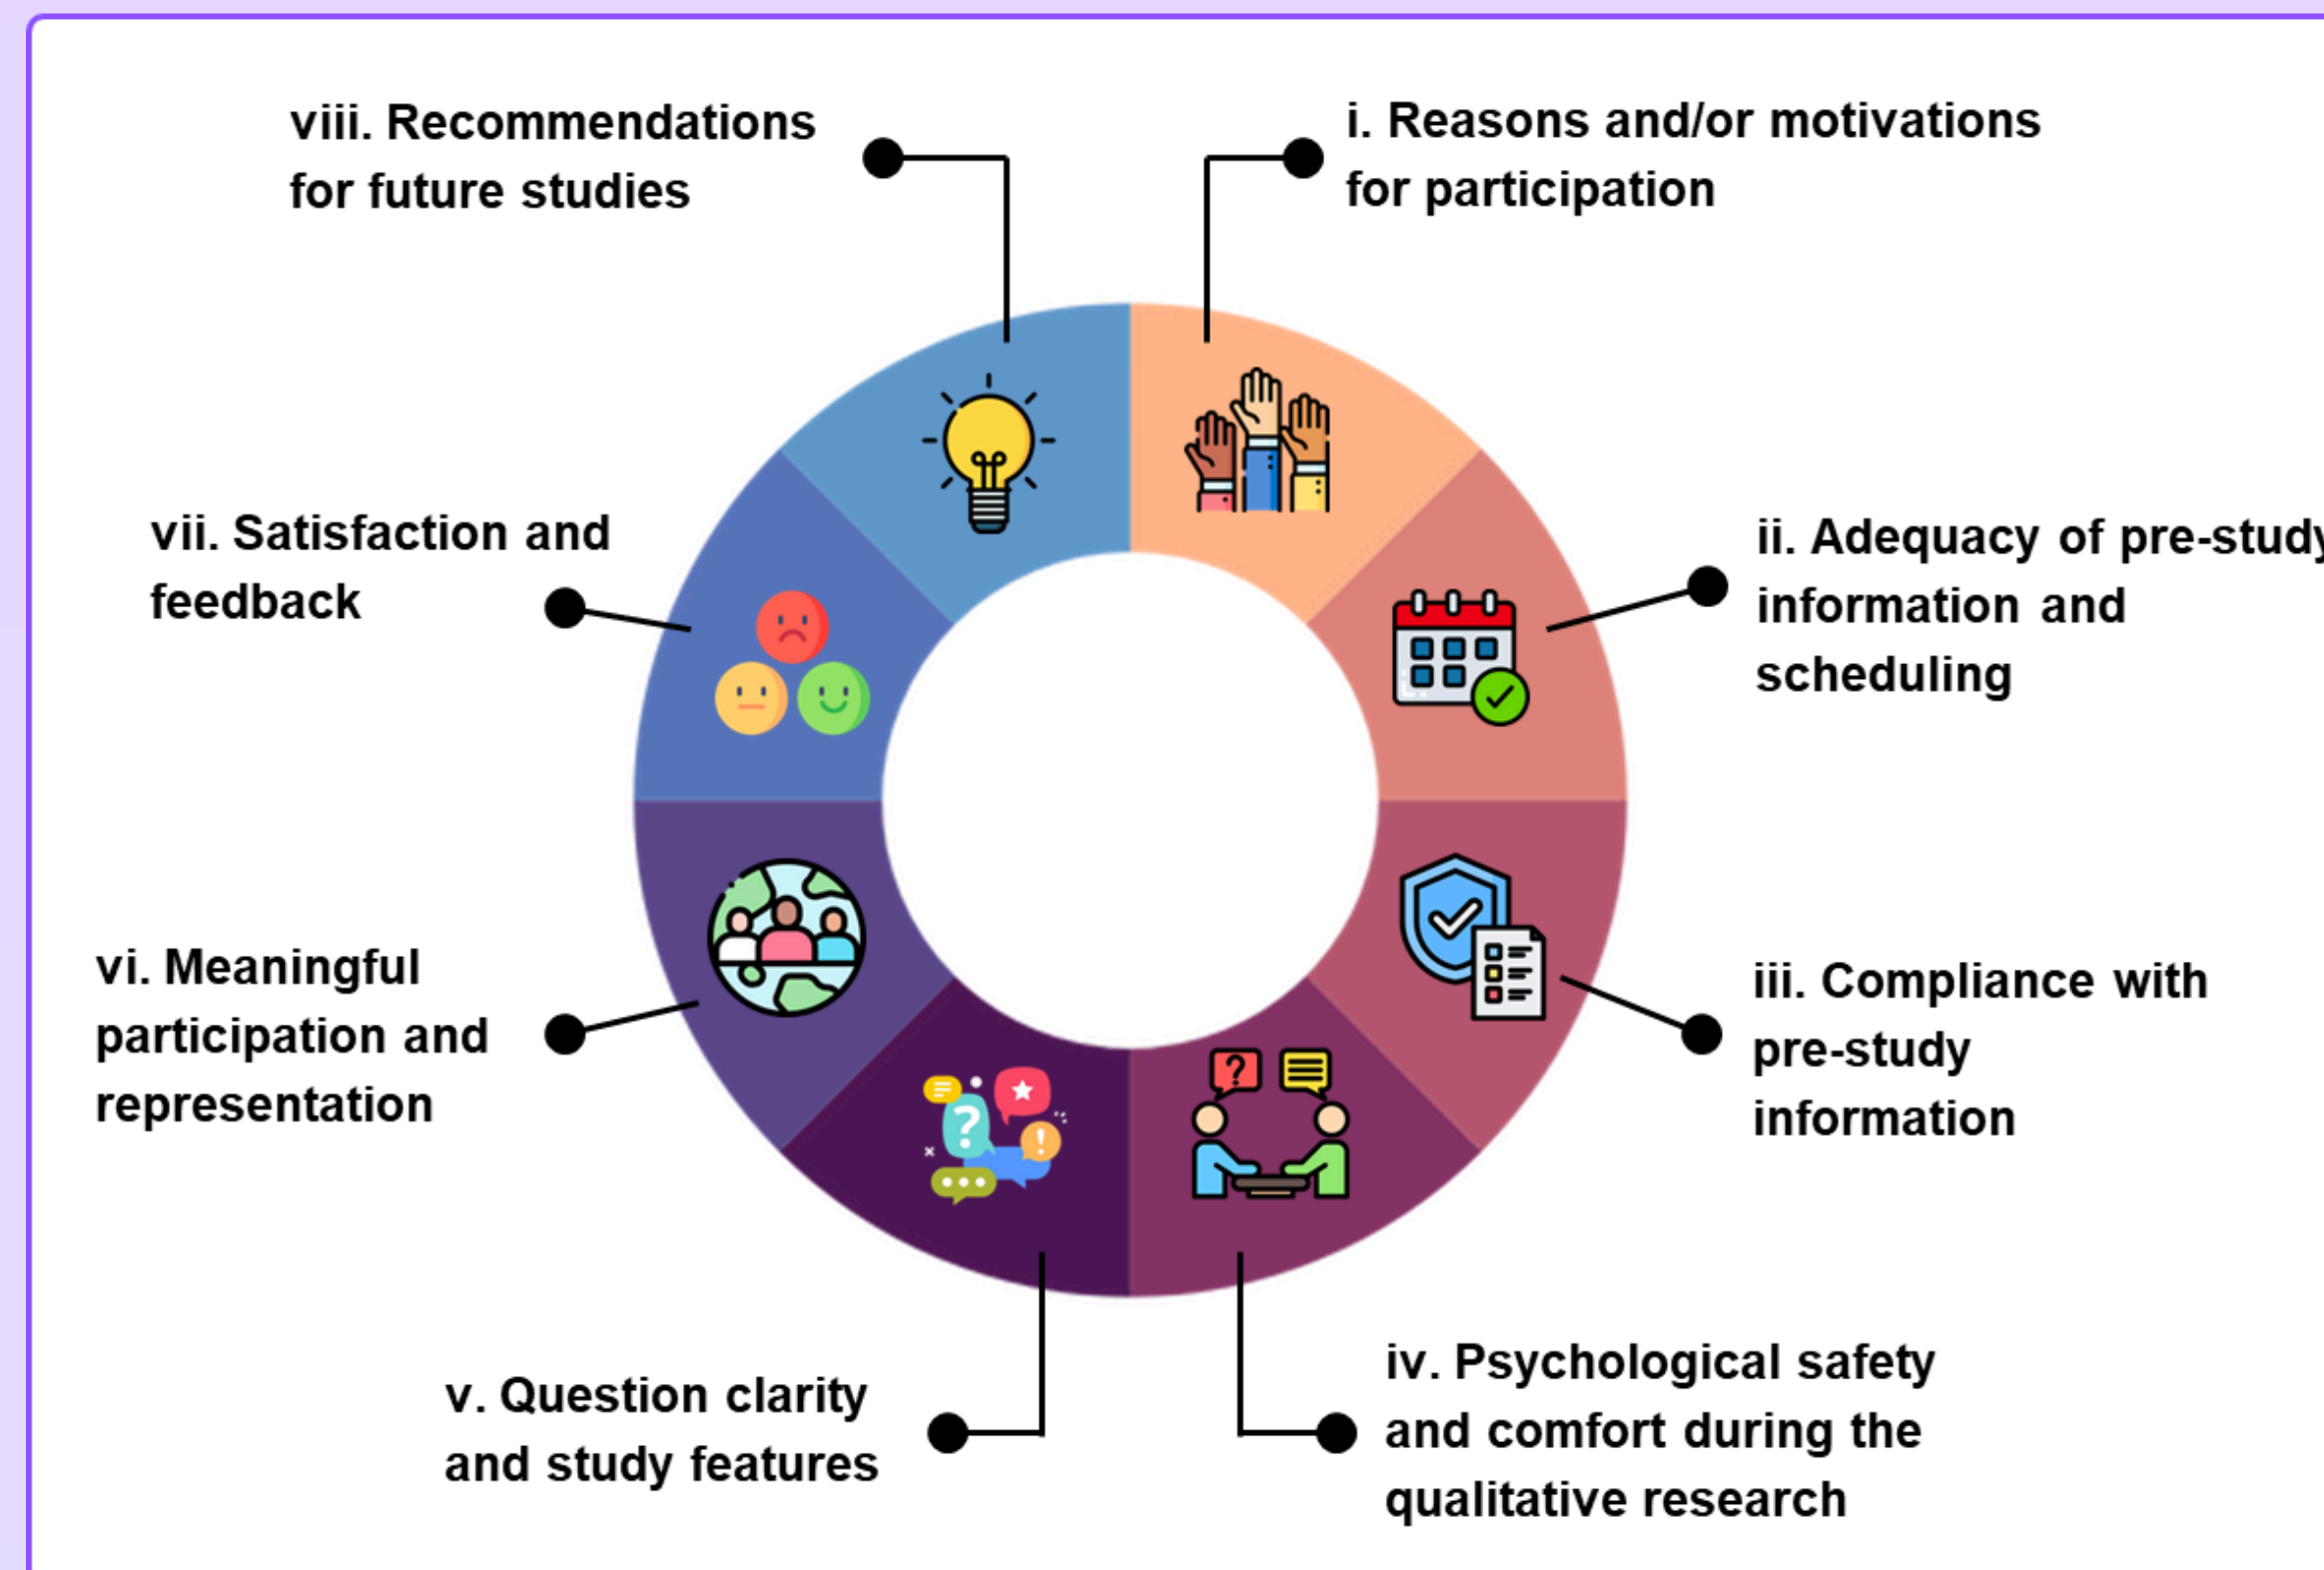 i. Reasons and/or motivations
for participation
ii. Adequacy of pre-study
information and
scheduling
iii. Compliance with
pre-study
information
iv. Psychological safety
and comfort during the
qualitative research
v. Question clarity
and study features
vi. Meaningful
participation and
representation
vii. Satisfaction and
feedback
viii. Recommendations
for future studies